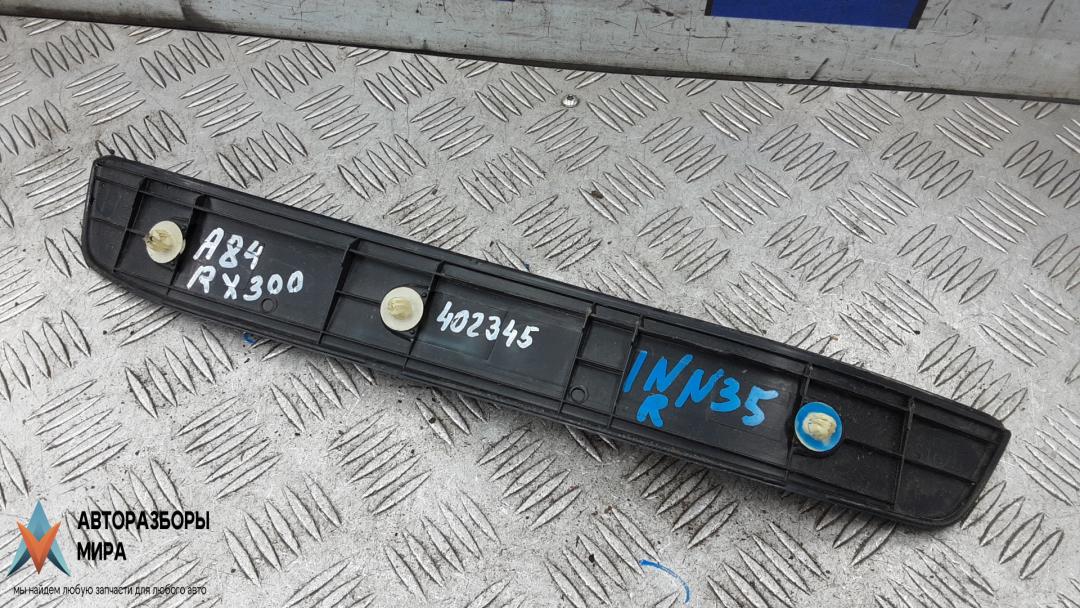 A84
RX300
402345
INN35
R
АВТОРАЗБОРЫ
МИРА
мы найдем любую запчасти для любого авто